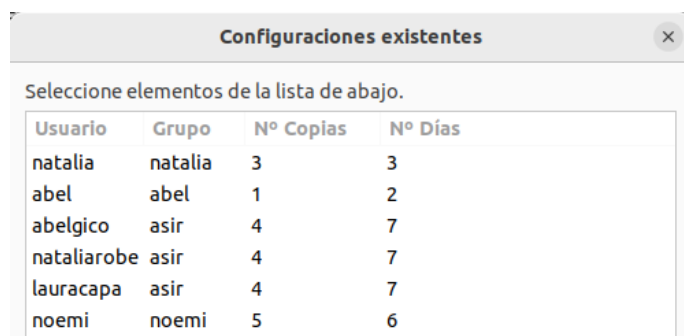 Configuraciones existentes
Seleccione elementos de la lista de abajo.
Usuario Grupo Nº Copias Nº Días
natalia natalia 3 3
abel abel 1 2
abelgico asir 4 7
nataliarobe asir 4 7
lauracapa asir 4 7
noemi noemi 5 6